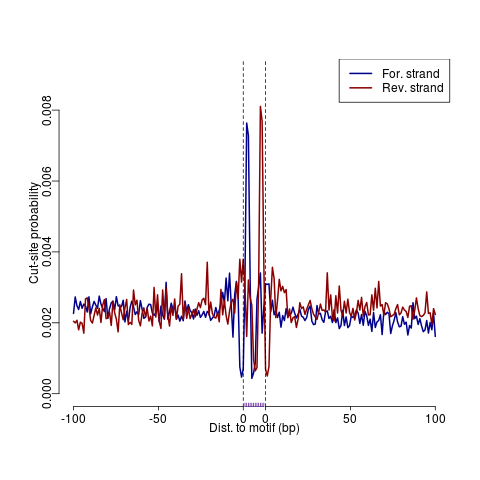 For. strand
Rev. strand
Cut-site probability
0.000
0.002
0.004
0.006
0.008
-100
-50
0
0
50
100
Dist. to motif (bp)